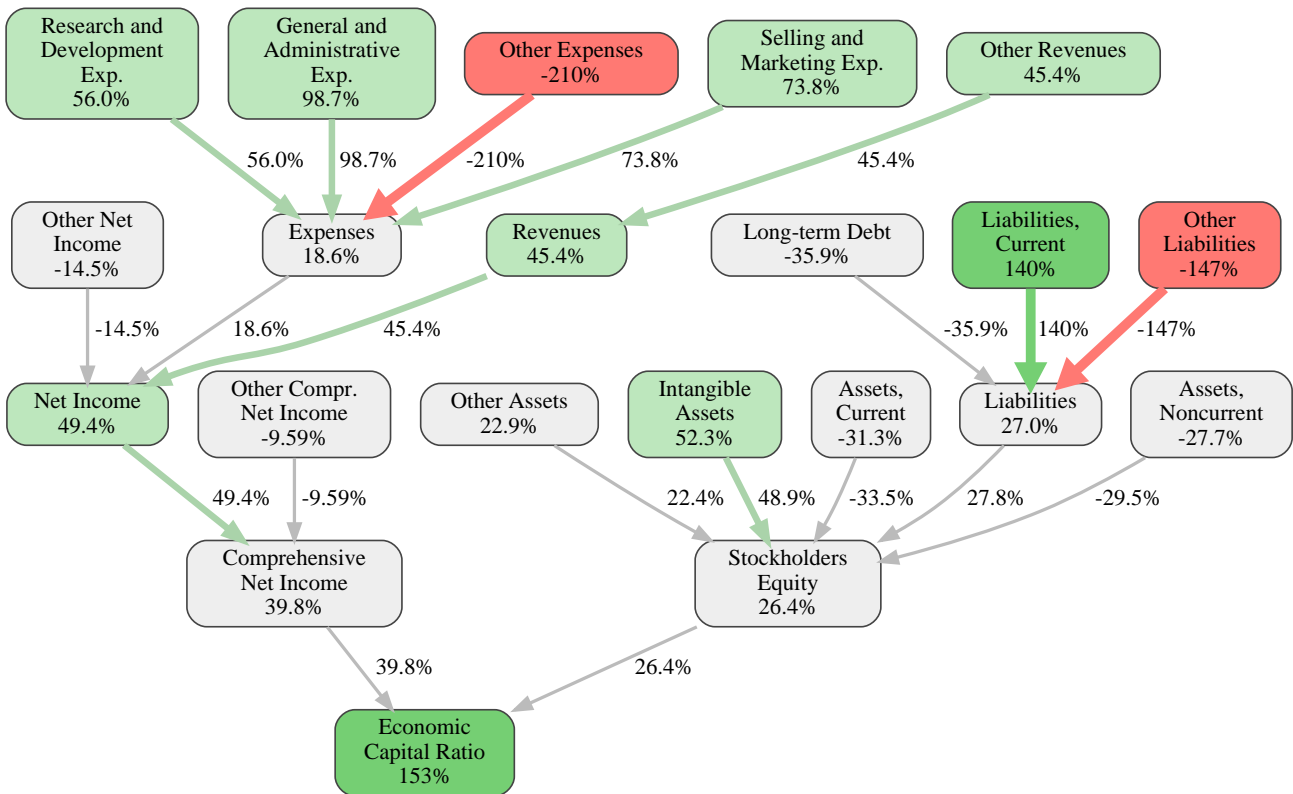 Research and
Development
Exp.
56.0%
General and
Administrative
Exp.
98.7%
Other Expenses
-210%
Selling and
Marketing Exp.
73.8%
Other Revenues
45.4%
56.0%
98.7%
-210%
73.8%
45.4%
Other Net
Income
-14.5%
Expenses
18.6%
Revenues
45.4%
Long-term Debt
-35.9%
Liabilities,
Current
140%
Other
Liabilities
-147%
-14.5%
18.6%
45.4%
-35.9%
140%
-147%
Net Income
49.4%
Other Compr.
Net Income
-9.59%
Other Assets
22.9%
Intangible
Assets
52.3%
Assets,
Current
-31.3%
Liabilities
27.0%
Assets,
Noncurrent
-27.7%
49.4%
-9.59%
22.4%
48.9%
-33.5%
27.8%
-29.5%
Comprehensive
Net Income
39.8%
Stockholders
Equity
26.4%
39.8%
26.4%
Economic
Capital Ratio
153%